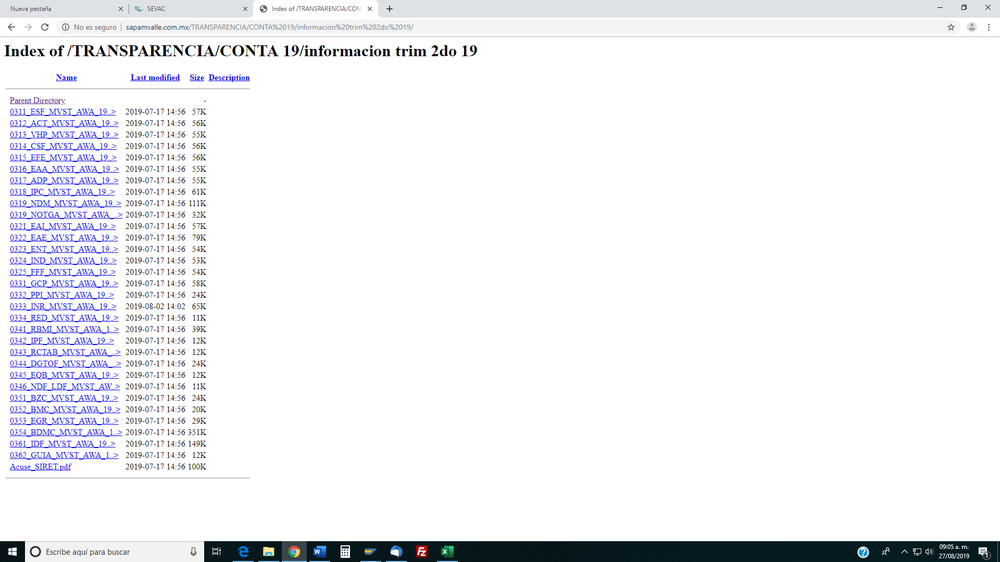 Nueva pestaña
SEVAC
Index of /TRANSPARENCIA/CONT
No es seguro | sapamvalle.com.mx/TRANSPARENCIA/CONTA%2019/informacion%20trim%202do%2019/
Index of /TRANSPARENCIA/CONTA 19/informacion trim 2do 19
Name Last modified Size Description
Parent Directory -
0311_ESF_MVST_AWA_19..> 2019-07-17 14:56 57K
0312_ACT_MVST_AWA_19..> 2019-07-17 14:56 56K
0313_VHP_MVST_AWA_19..> 2019-07-17 14:56 55K
0314_CSF_MVST_AWA_19..> 2019-07-17 14:56 56K
0315_EFE_MVST_AWA_19..> 2019-07-17 14:56 56K
0316_EAA_MVST_AWA_19..> 2019-07-17 14:56 55K
0317_ADP_MVST_AWA_19..> 2019-07-17 14:56 55K
0318_IPC_MVST_AWA_19..> 2019-07-17 14:56 61K
0319_NDM_MVST_AWA_19..> 2019-07-17 14:56 111K
0319_NOTGA_MVST_AWA_..> 2019-07-17 14:56 32K
0321_EAI_MVST_AWA_19..> 2019-07-17 14:56 57K
0322_EAE_MVST_AWA_19..> 2019-07-17 14:56 79K
0323_ENT_MVST_AWA_19..> 2019-07-17 14:56 54K
0324_IND_MVST_AWA_19..> 2019-07-17 14:56 53K
0325_FFF_MVST_AWA_19..> 2019-07-17 14:56 54K
0331_GCP_MVST_AWA_19..> 2019-07-17 14:56 58K
0332_PPI_MVST_AWA_19..> 2019-07-17 14:56 24K
0333_INR_MVST_AWA_19..> 2019-08-02 14:02 65K
0334_RED_MVST_AWA_19..> 2019-07-17 14:56 11K
0341_RBMI_MVST_AWA_1..> 2019-07-17 14:56 39K
0342_IPF_MVST_AWA_19..> 2019-07-17 14:56 12K
0343_RCTAB_MVST_AWA_..> 2019-07-17 14:56 12K
0344_DGTOF_MVST_AWA_..> 2019-07-17 14:56 24K
0345_EQB_MVST_AWA_19..> 2019-07-17 14:56 12K
0346_NDF_LDF_MVST_AW..> 2019-07-17 14:56 11K
0351_BZC_MVST_AWA_19..> 2019-07-17 14:56 24K
0352_BMC_MVST_AWA_19..> 2019-07-17 14:56 20K
0353_EGR_MVST_AWA_19..> 2019-07-17 14:56 29K
0354_BDMC_MVST_AWA_1..> 2019-07-17 14:56 351K
0361_IDF_MVST_AWA_19..> 2019-07-17 14:56 149K
0362_GUIA_MVST_AWA_1..> 2019-07-17 14:56 12K
Acuse_SIRET.pdf 2019-07-17 14:56 100K
Escribe aquí para buscar
09:05 a. m.
27/08/2019
1